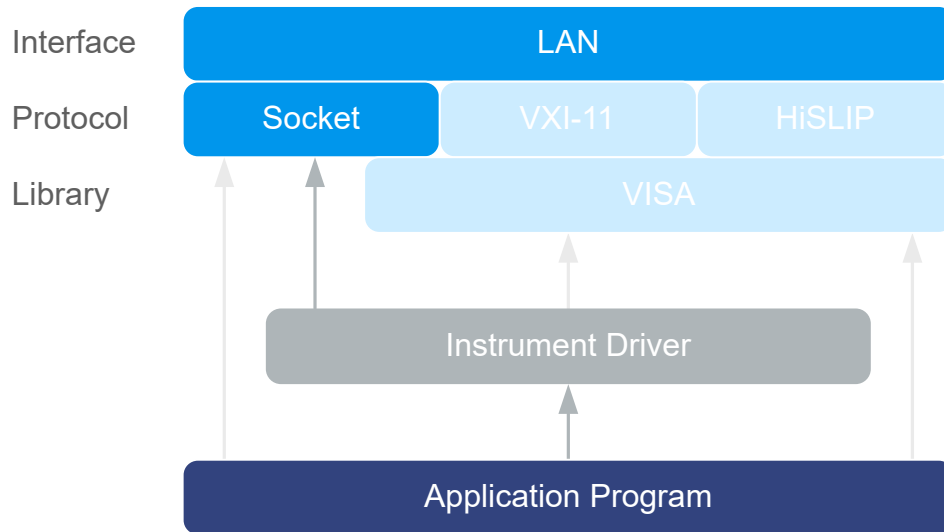 Interface
LAN
Protocol
Socket
VXI-11
HiSLIP
Library
VISA
Instrument Driver
Application Program